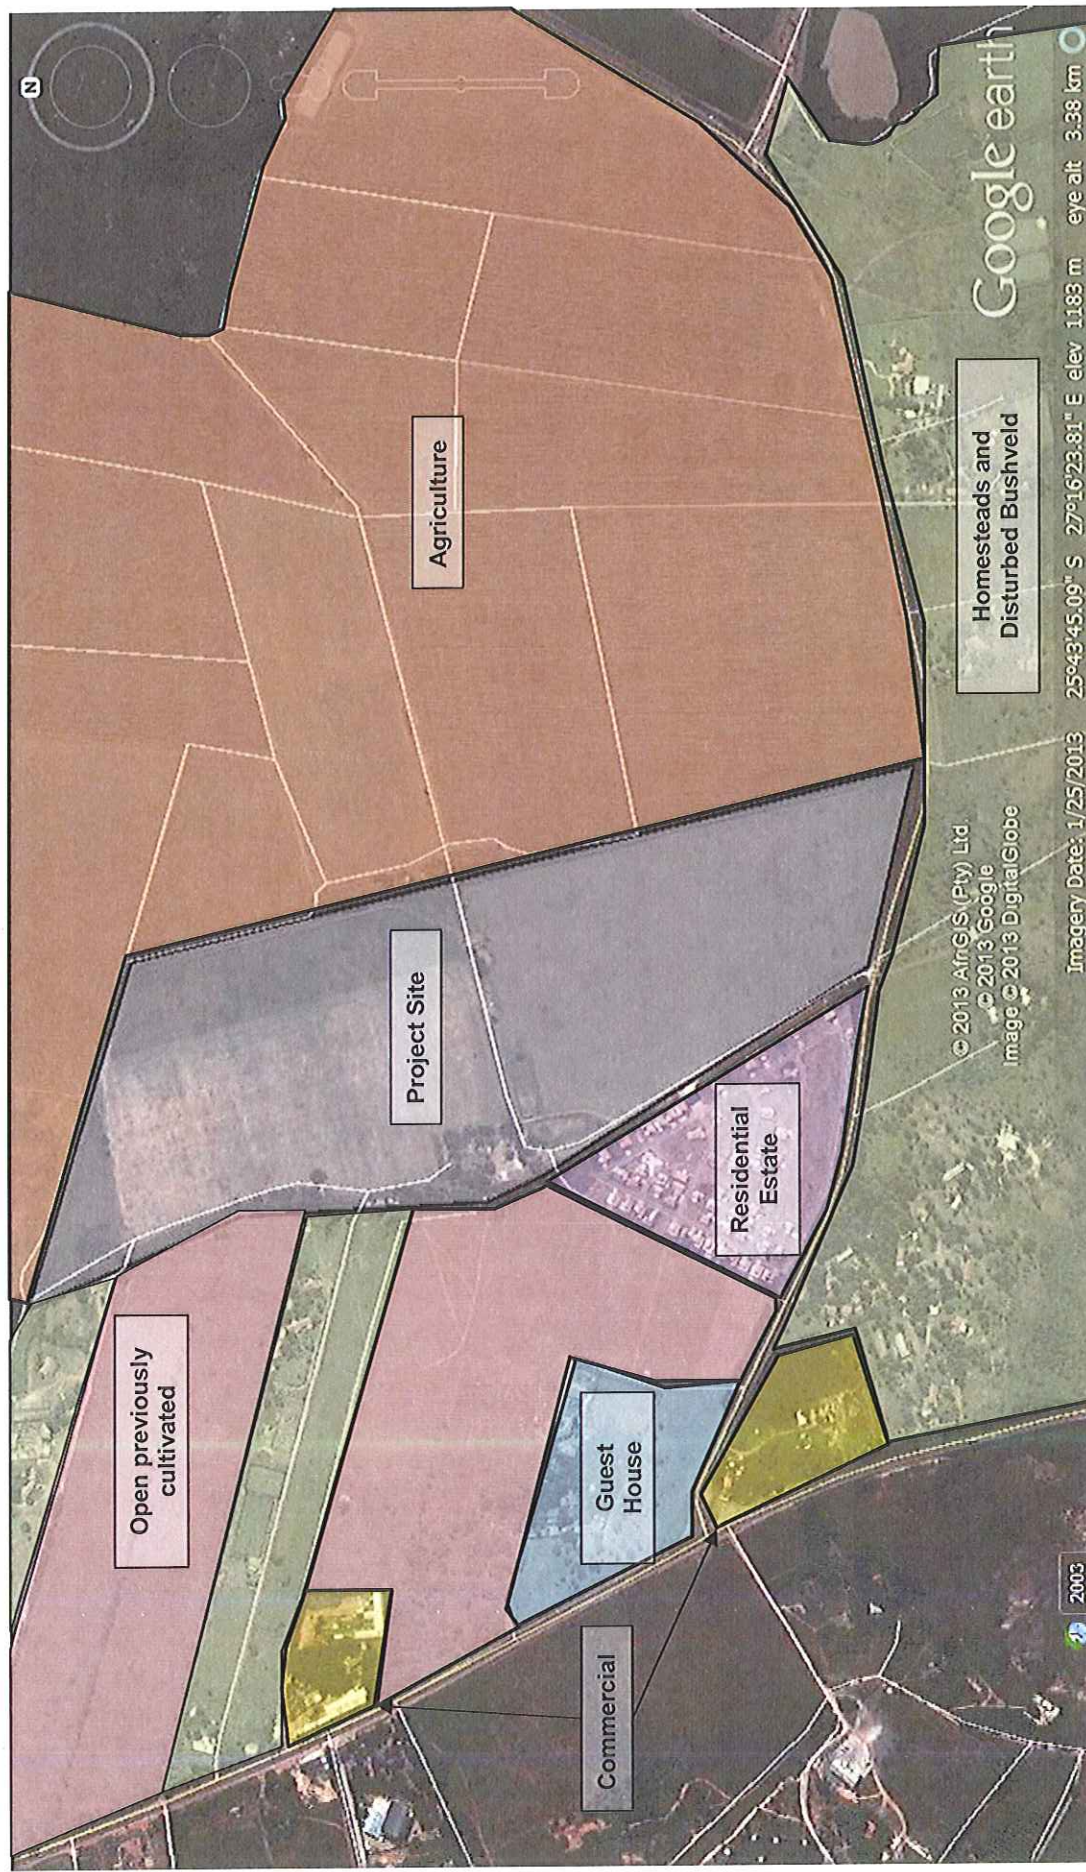 N
Open previously
cultivated
Project Site
Agriculture
Commercial
Guest
House
Residential
Estate
Homesteads and
Disturbed Bushveld
© 2013 AfriGIS (Pty) Ltd.
© 2013 Google
Image © 2013 DigitalGlobe
Google earth
2003
Imagery Date: 1/25/2013 25°43'45.09" S 27°16'23.81" E elev 1183 m eye alt 3.38 km